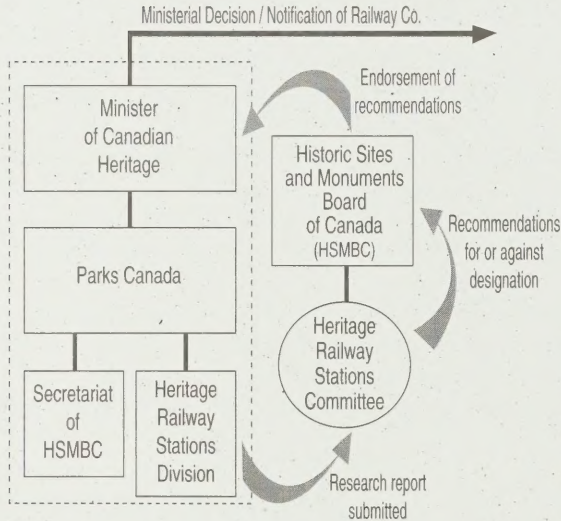 Ministerial Decision / Notification of Railway Co.
Minister
of Canadian
Heritage
Endorsement of
recommendations
Historic Sites
and Monuments
Board
of Canada
(HSMBC)
Recommendations
for or against
designation
Parks Canada
Heritage
Railway
Stations
Committee
Secretariat
of
HSMBC
Heritage
Railway
Stations
Division
Research report
submitted